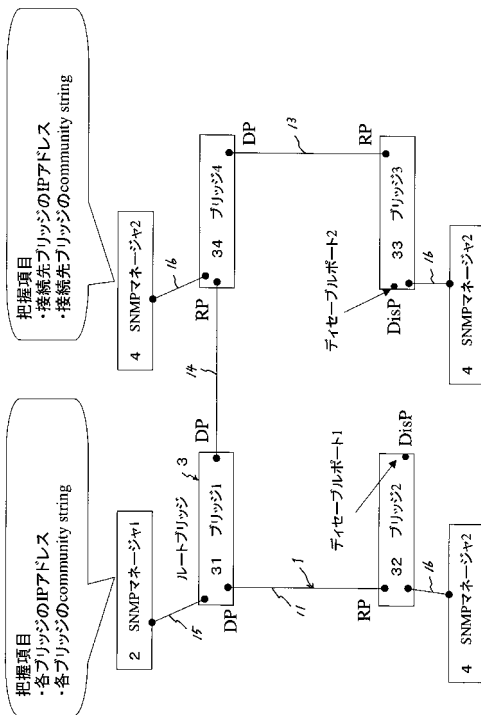 把握項目
・各ブリッジのIPアドレス
・各ブリッジのcommunity string
把握項目
・接続先ブリッジのIPアドレス
・接続先ブリッジのcommunity string
2 SNMPマネージャ1
4 SNMPマネージャ2
15
16
ルートブリッジ
3
31 ブリッジ1
DP
DP
14
RP
34 ブリッジ4
DP
11
1
13
ディセーブルポート1
ディセーブルポート2
RP
32 ブリッジ2
DisP
DisP
33 ブリッジ3
RP
16
16
4 SNMPマネージャ2
4 SNMPマネージャ2